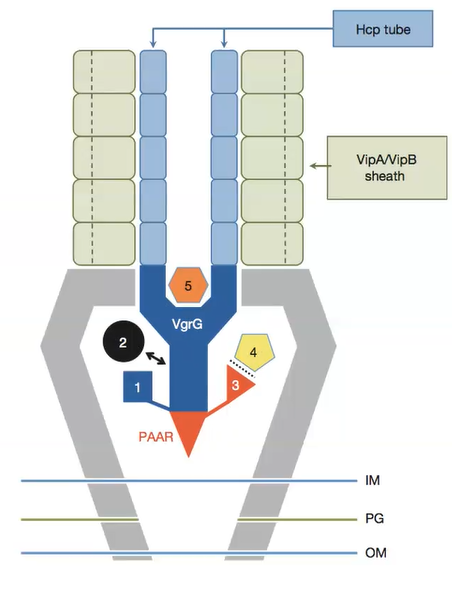 Hcp tube
VipA/VipB
sheath
5
VgrG
2
4
1
3
PAAR
IM
PG
OM